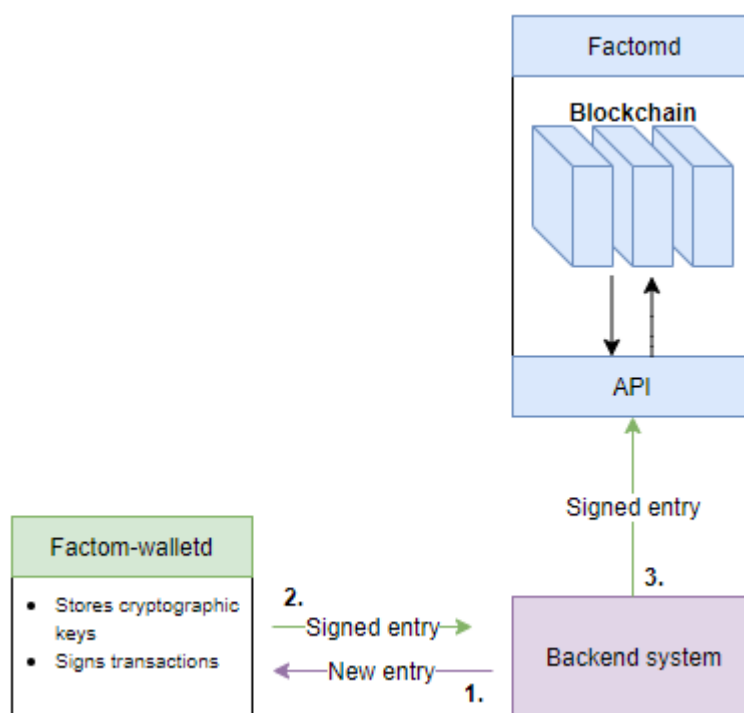 Factomd
Blockchain
API
Signed entry
Factom-walletd
Stores cryptographic
keys
Signs transactions
2.
Signed entry
New entry
1.
3.
Backend system